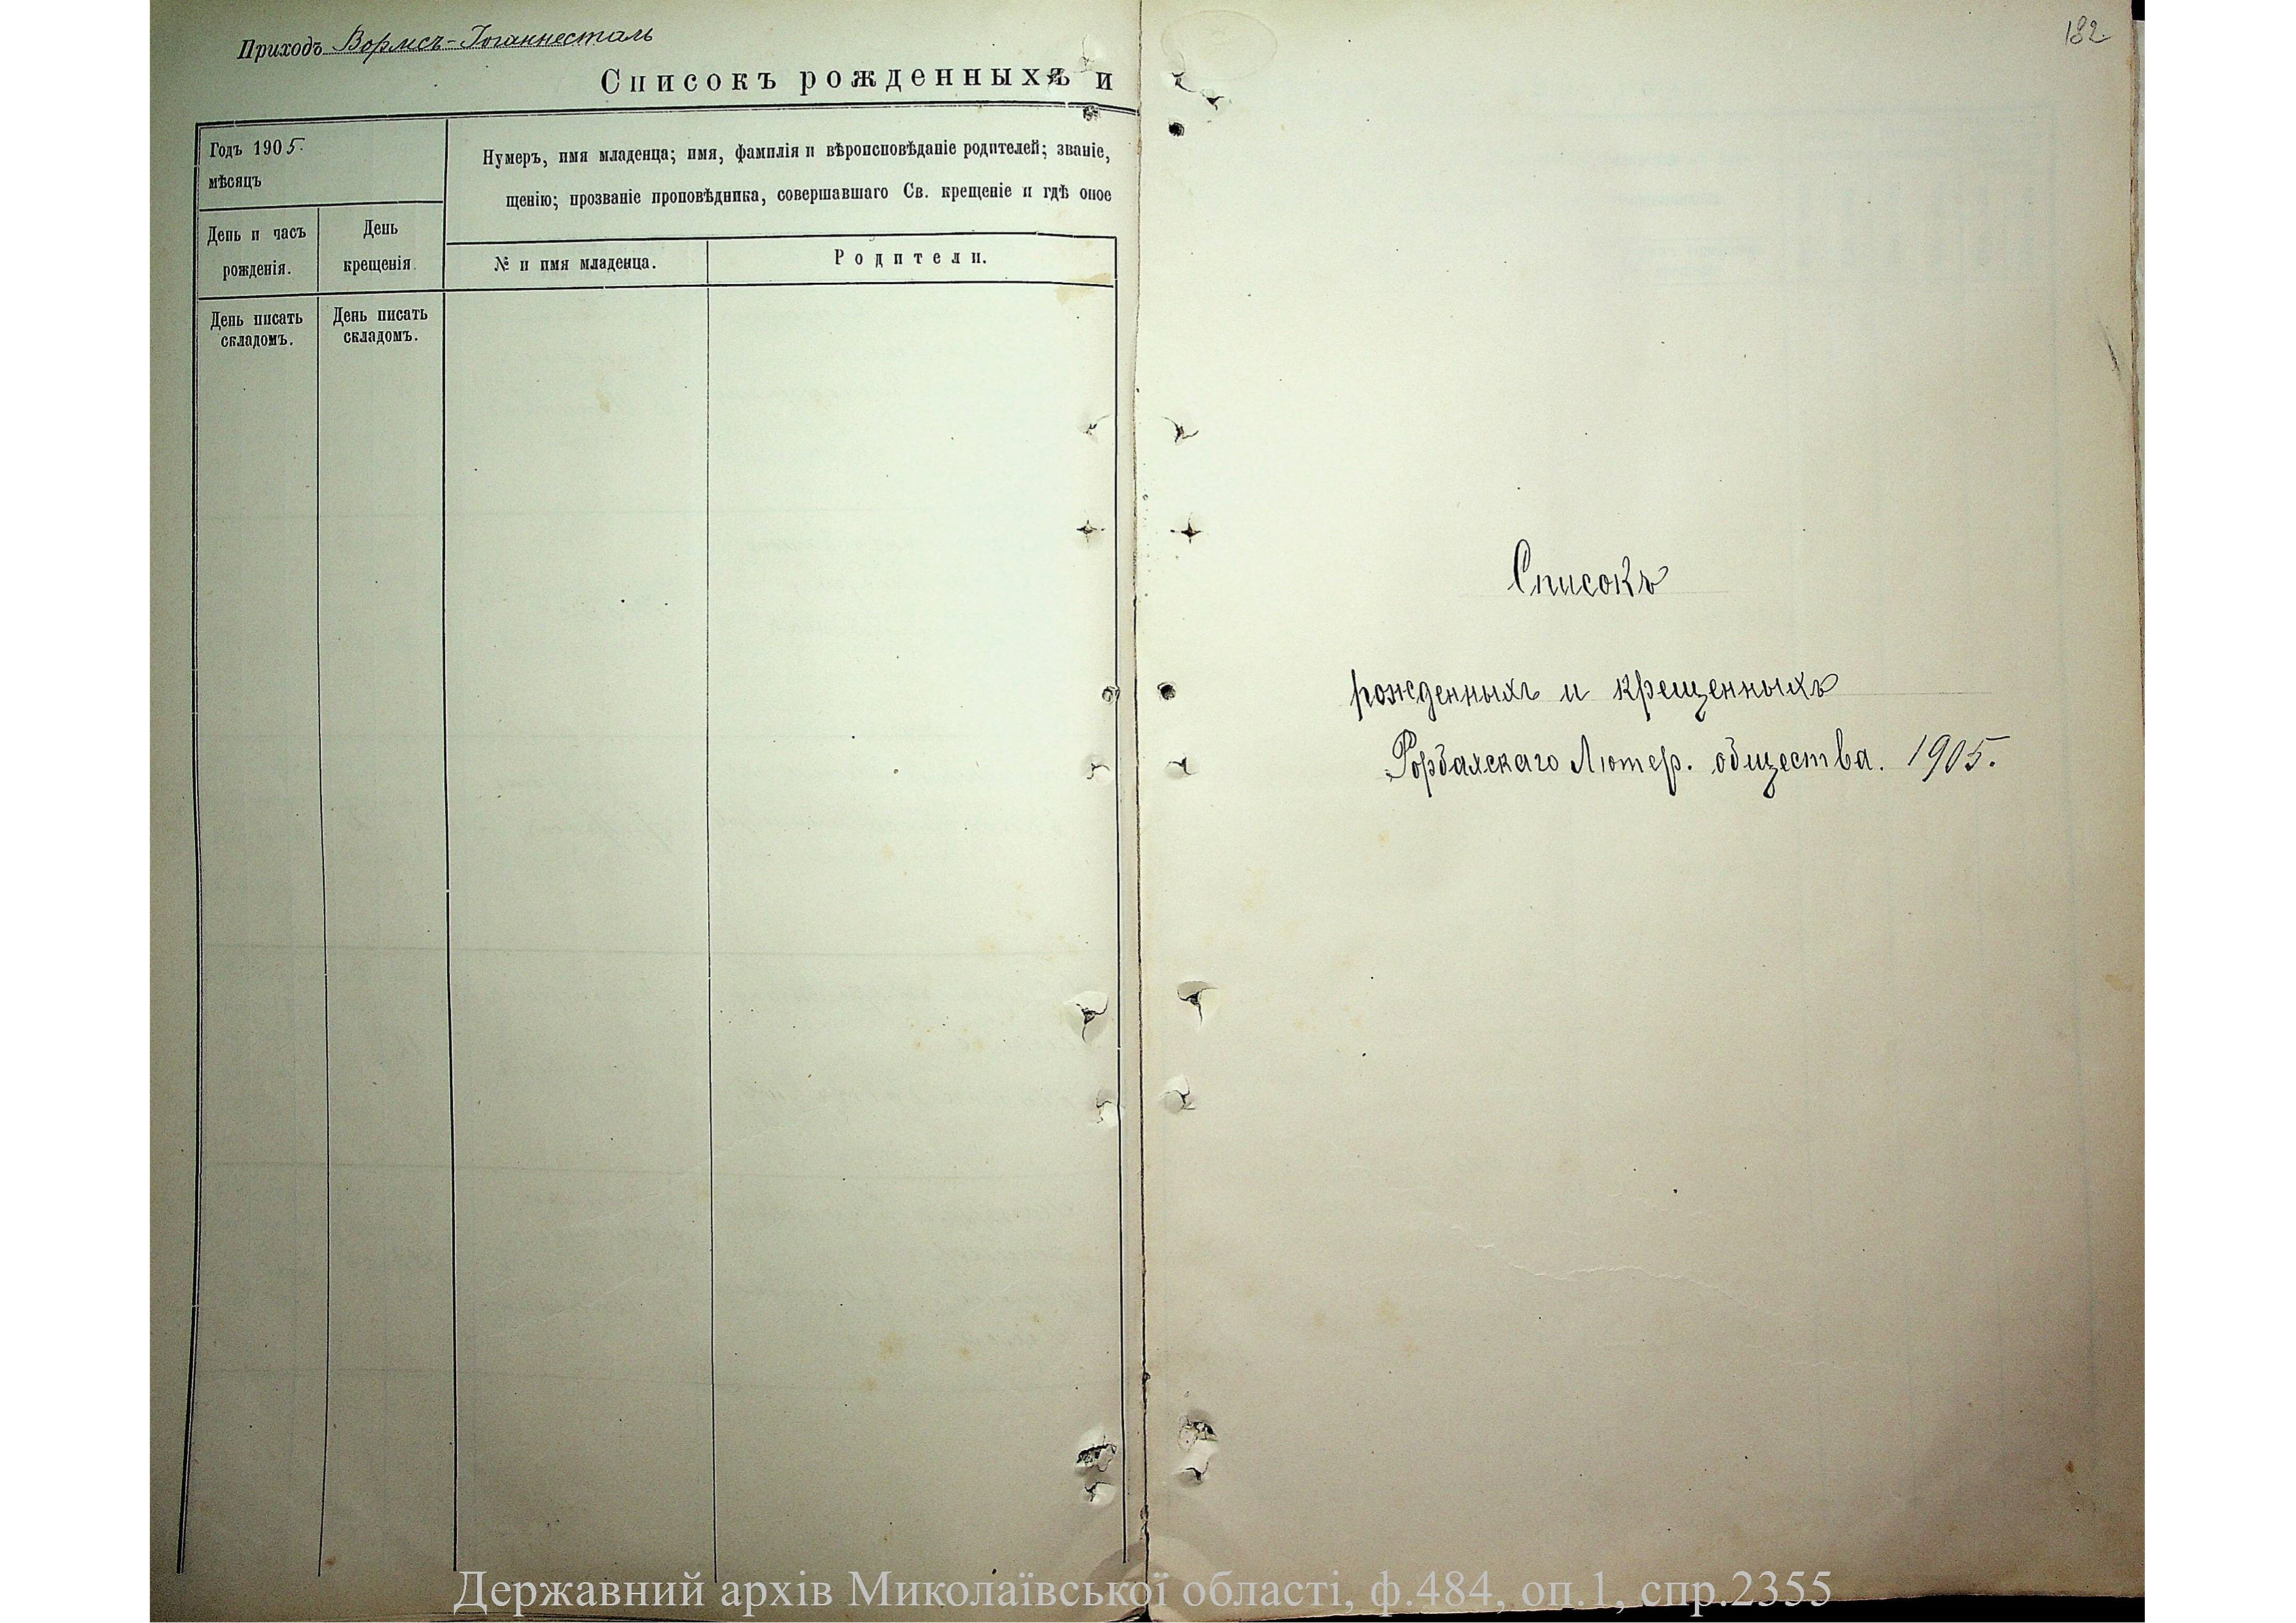 Приходъ Вормсъ-Іоганнесталь
Списокъ рожденныхъ и
Годъ 1905.
мѣсяцъ
Нумеръ, имя младенца; имя, фамилія и вѣроисповѣданіе родителей; званіе,
щенію; прозваніе проповѣдника, совершавшаго Св. крещеніе и гдѣ оное
День и часъ
рожденія.
День
крещенія.
№ и имя младенца.
Родители.
День писать
складомъ.
День писать
складомъ.
182.
Списокъ
рожденныхъ и крещенныхъ
Рорбахскаго Лютер. общества. 1905.
Державний архів Миколаївської області, ф.484, оп.1, спр.2355